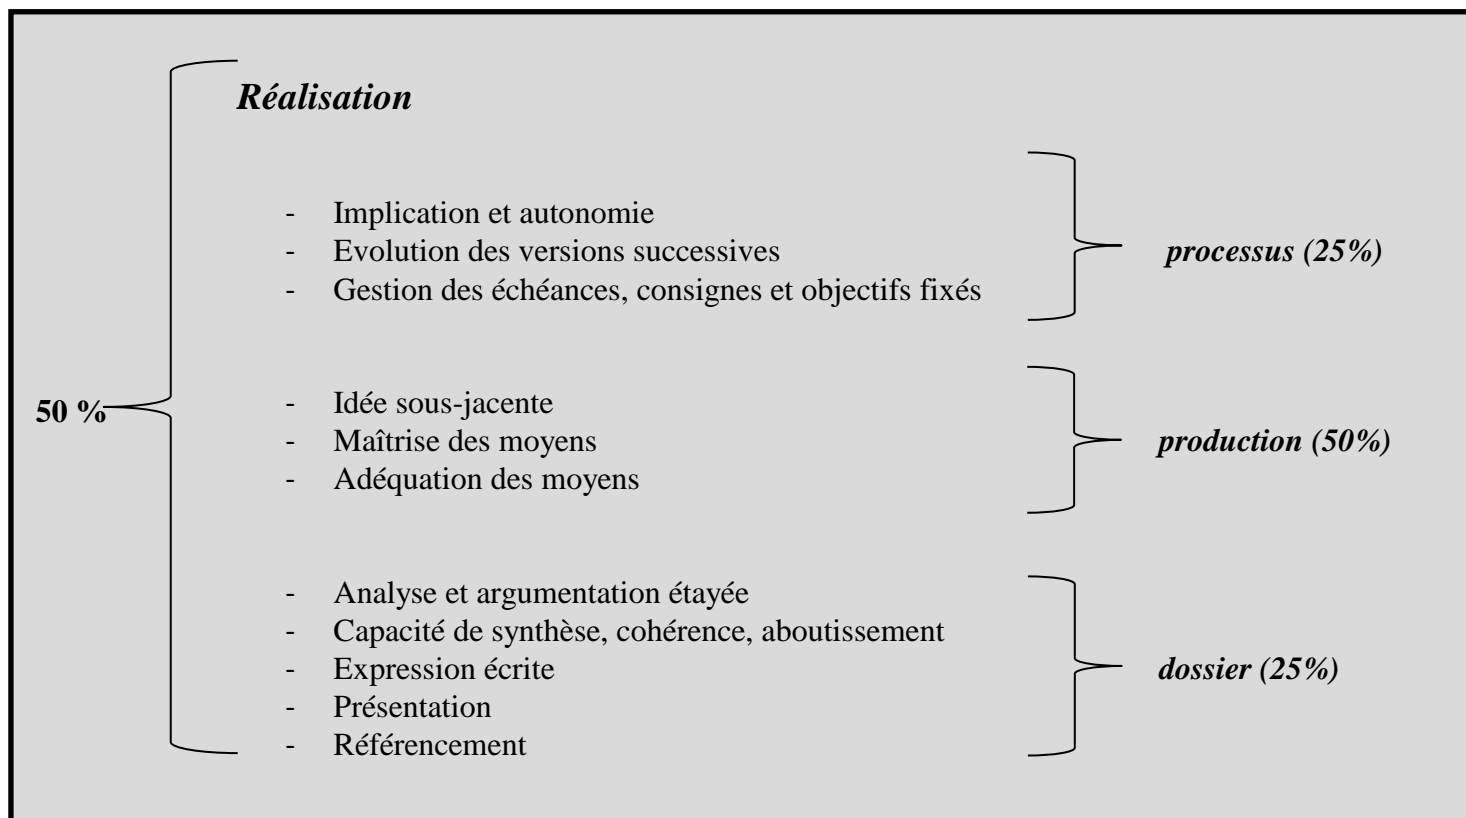 Réalisation
- Implication et autonomie
- Evolution des versions successives
- Gestion des échéances, consignes et objectifs fixés
processus (25%)
50 %
- Idée sous-jacente
- Maîtrise des moyens
- Adéquation des moyens
production (50%)
- Analyse et argumentation étayée
- Capacité de synthèse, cohérence, aboutissement
- Expression écrite
- Présentation
- Référencement
dossier (25%)